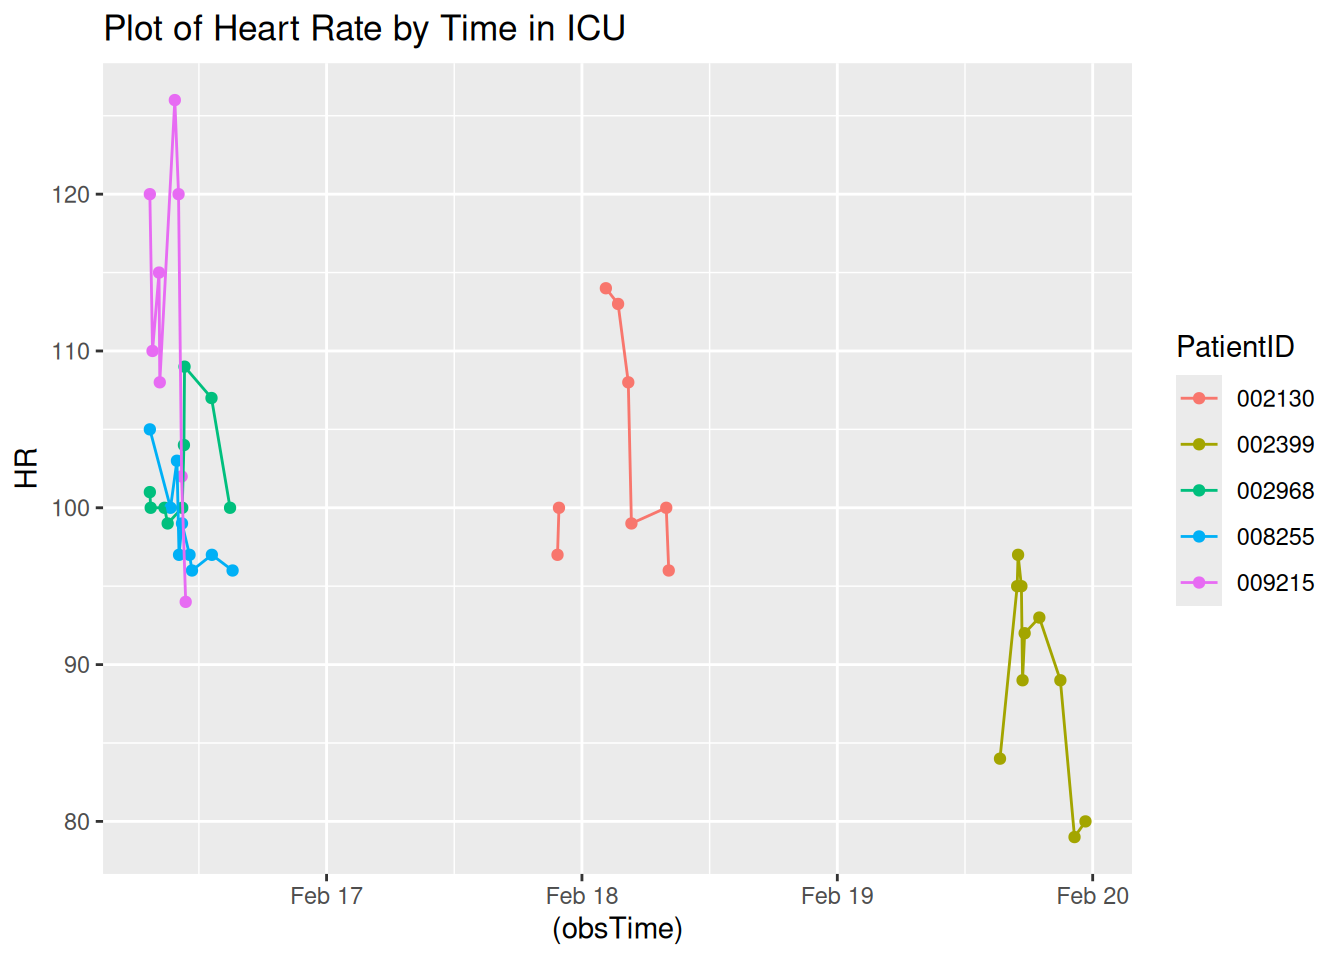 Plot of Heart Rate by Time in ICU
120
110
100
90
80
HR
Feb 17
Feb 18
Feb 19
Feb 20
(obsTime)
PatientID
002130
002399
002968
008255
009215